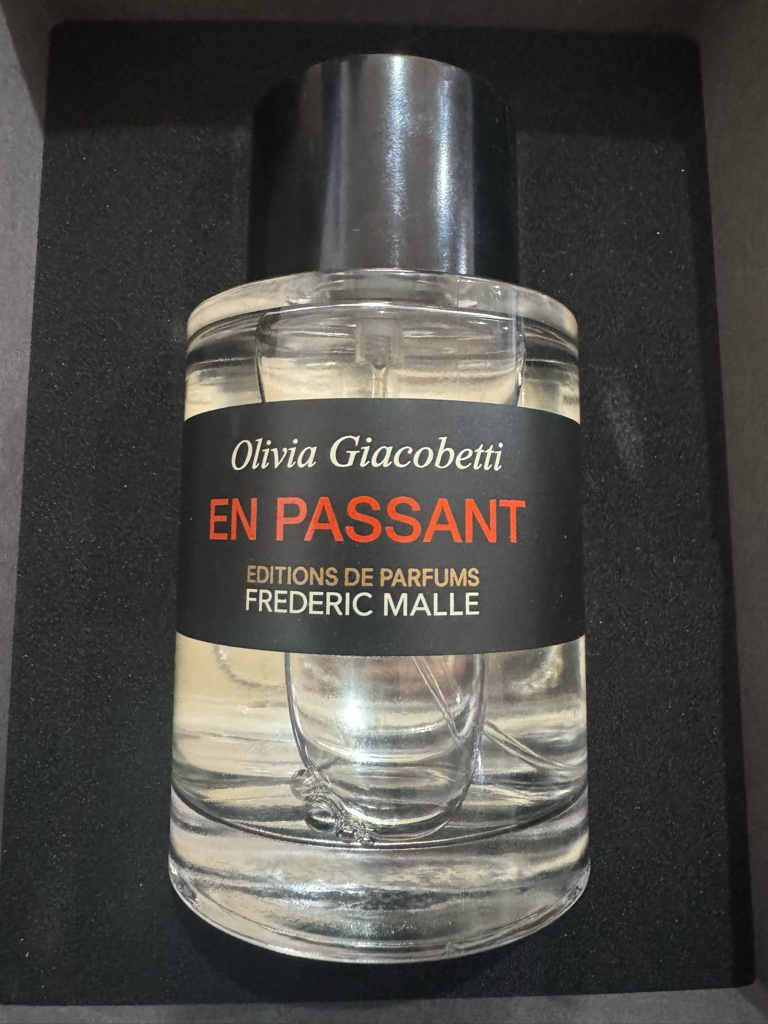 Olivia Giacobetti
EN PASSANT
EDITIONS DE PARFUMS
FREDERIC MALLE